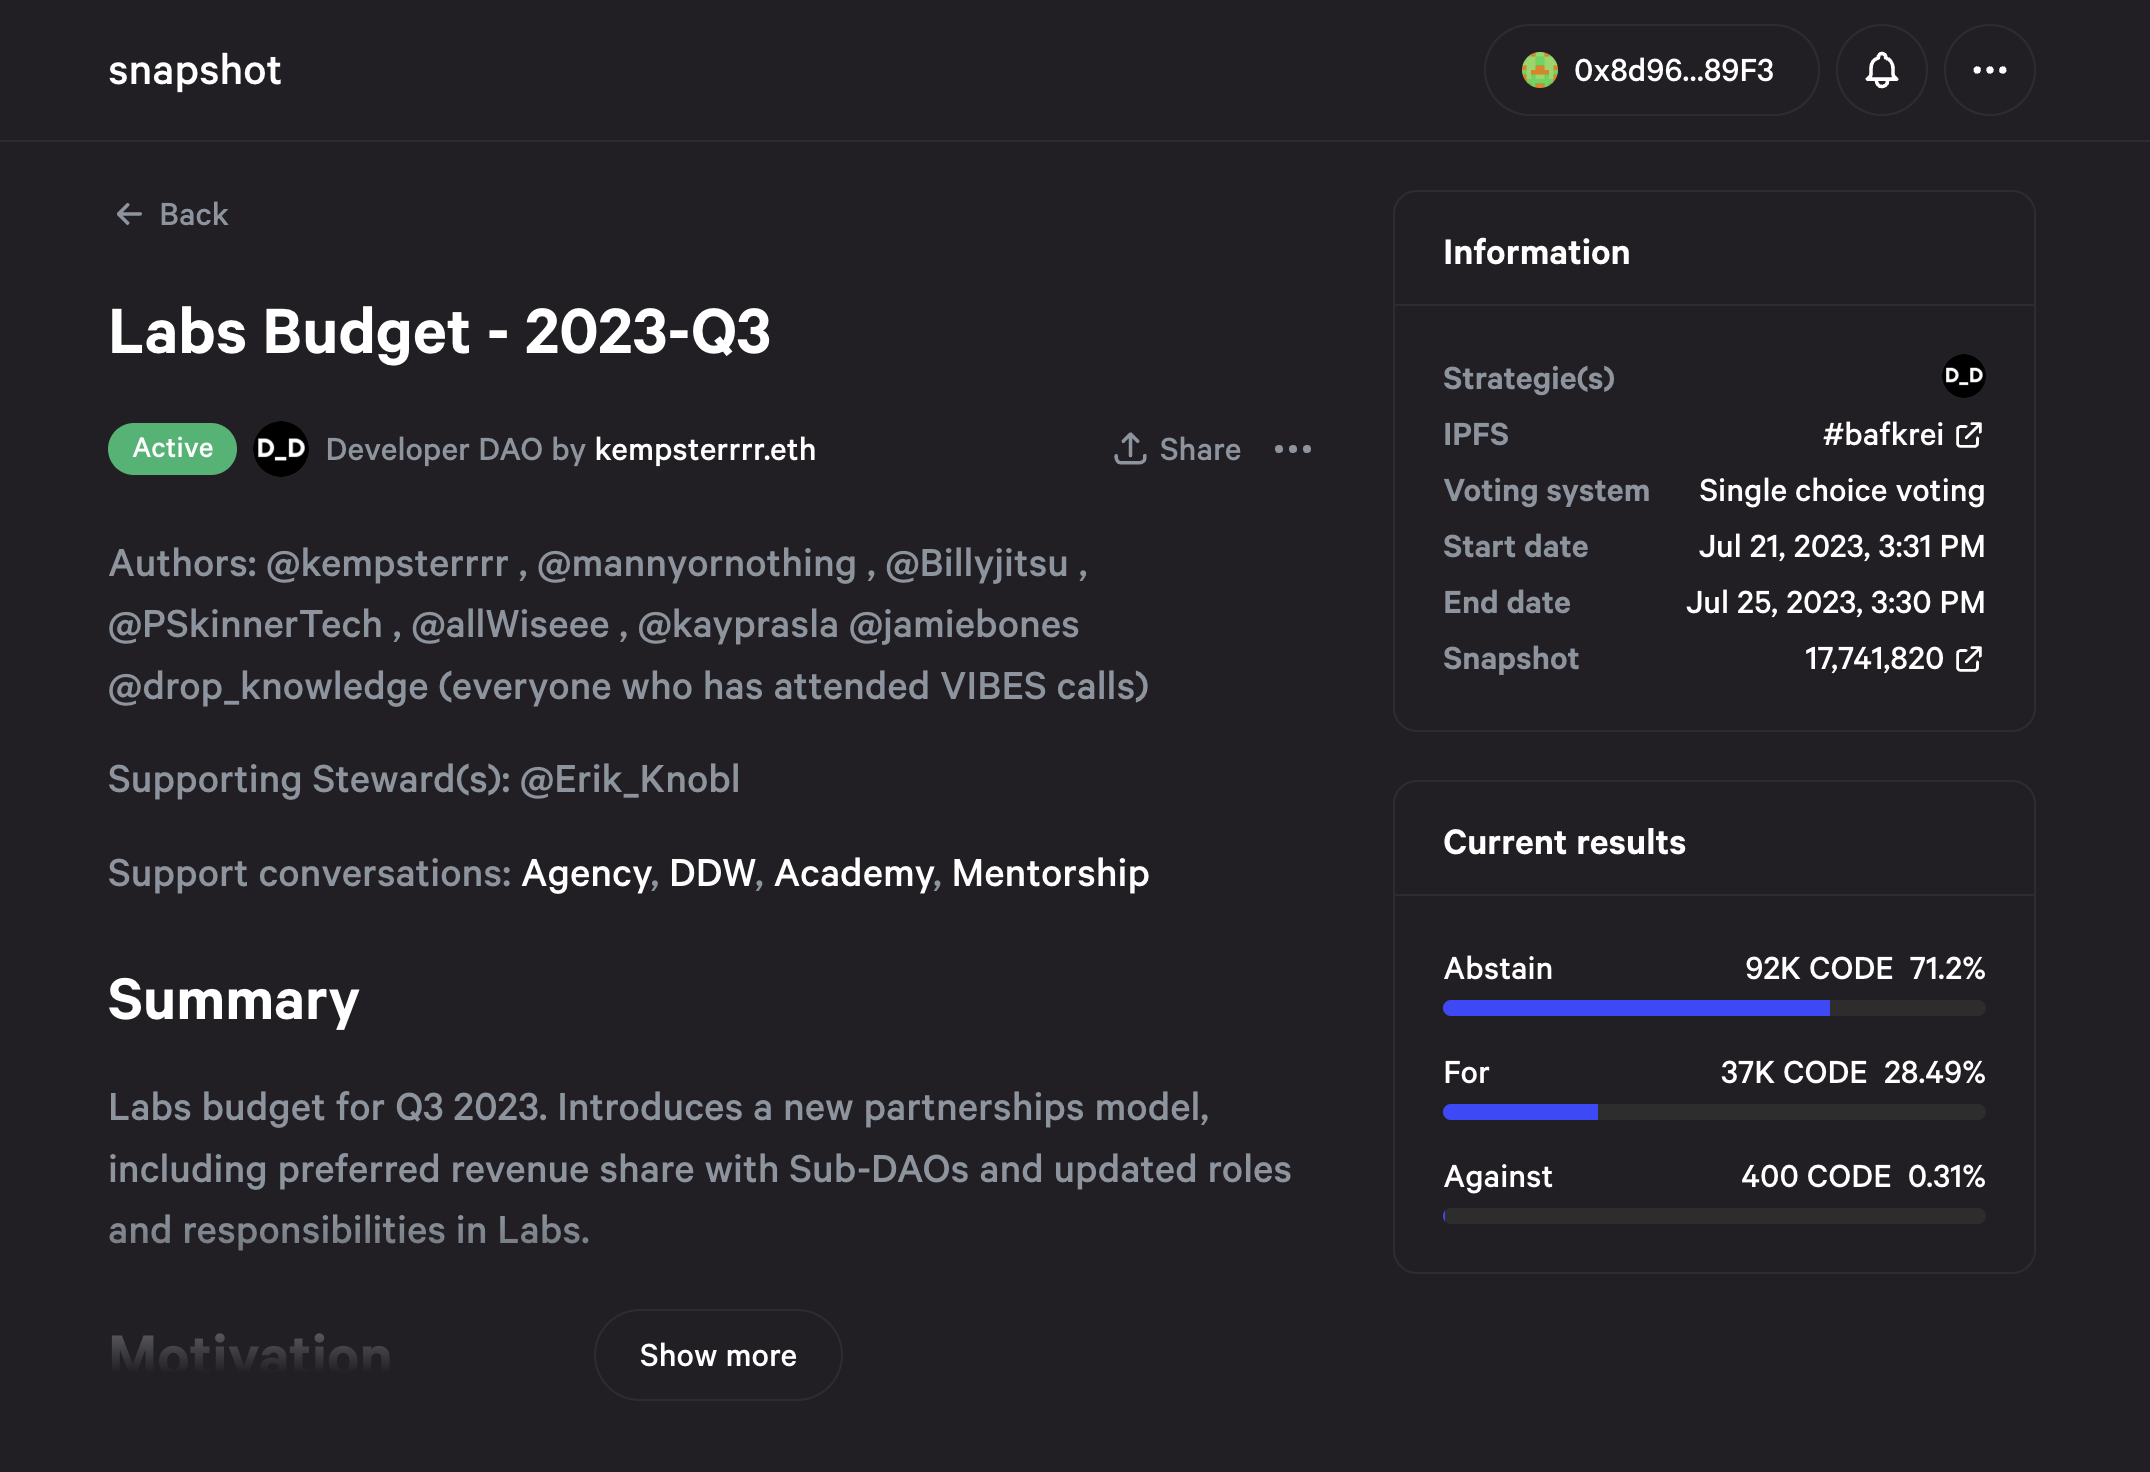 snapshot
0x8d96...89F3
Back
Labs Budget - 2023-Q3
Active D_D Developer DAO by kempsterrrr.eth Share
Authors: @kempsterrrr , @mannyornothing , @Billyjitsu ,
@PSkinnerTech , @allWiseee , @kayprasla @jamiebones
@drop_knowledge (everyone who has attended VIBES calls)
Supporting Steward(s): @Erik_Knobl
Support conversations: Agency, DDW, Academy, Mentorship
Summary
Labs budget for Q3 2023. Introduces a new partnerships model,
including preferred revenue share with Sub-DAOs and updated roles
and responsibilities in Labs.
Motivation
Show more
Information
Strategie(s) D_D
IPFS #bafkrei
Voting system Single choice voting
Start date Jul 21, 2023, 3:31 PM
End date Jul 25, 2023, 3:30 PM
Snapshot 17,741,820
Current results
Abstain 92K CODE 71.2%
For 37K CODE 28.49%
Against 400 CODE 0.31%